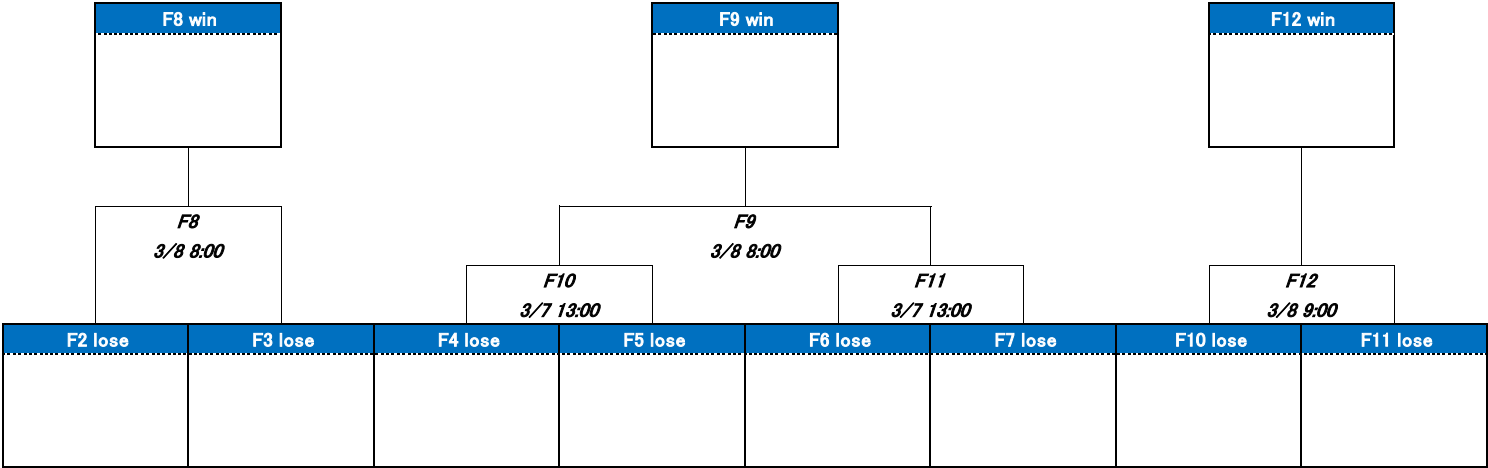 F8 win
F9 win
F12 win
F8
F9
3/8 8:00
3/8 8:00
F10
F11
F12
3/7 13:00
3/7 13:00
3/8 9:00
F2 lose
F3 lose
F4 lose
F5 lose
F6 lose
F7 lose
F10 lose
F11 lose